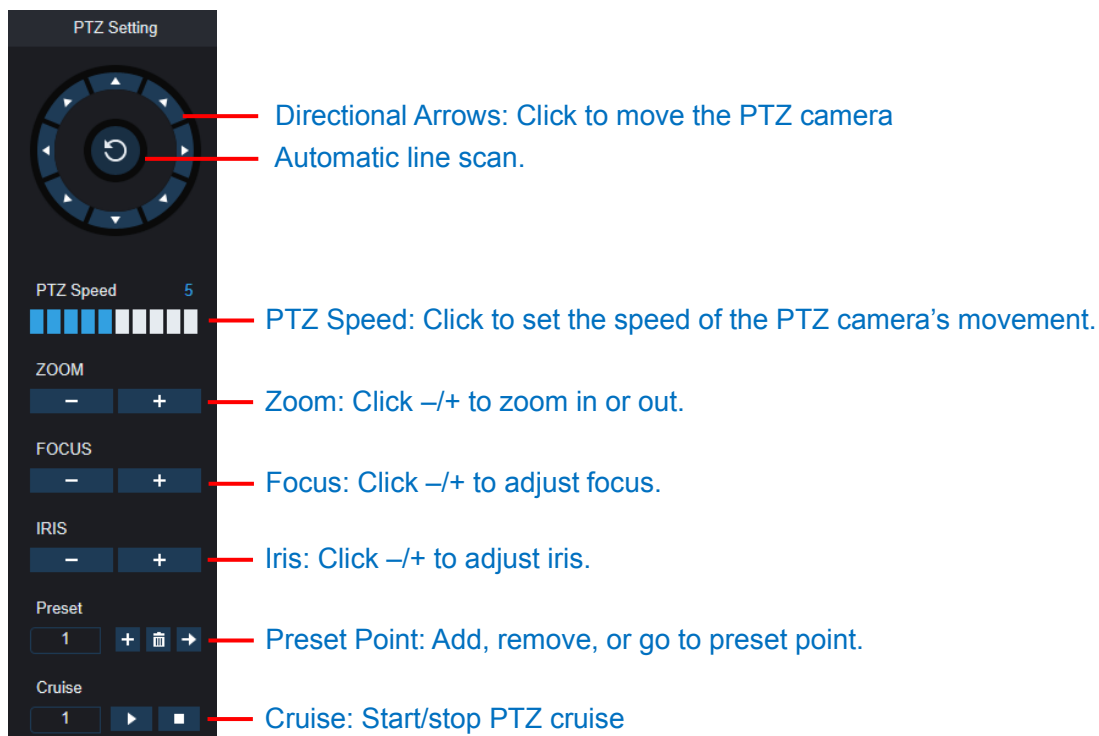 PTZ Setting
Directional Arrows: Click to move the PTZ camera
Automatic line scan.
PTZ Speed 5
PTZ Speed: Click to set the speed of the PTZ camera’s movement.
ZOOM
– +
Zoom: Click –/+ to zoom in or out.
FOCUS
– +
Focus: Click –/+ to adjust focus.
IRIS
– +
Iris: Click –/+ to adjust iris.
Preset
1 +
Preset Point: Add, remove, or go to preset point.
Cruise
1
Cruise: Start/stop PTZ cruise